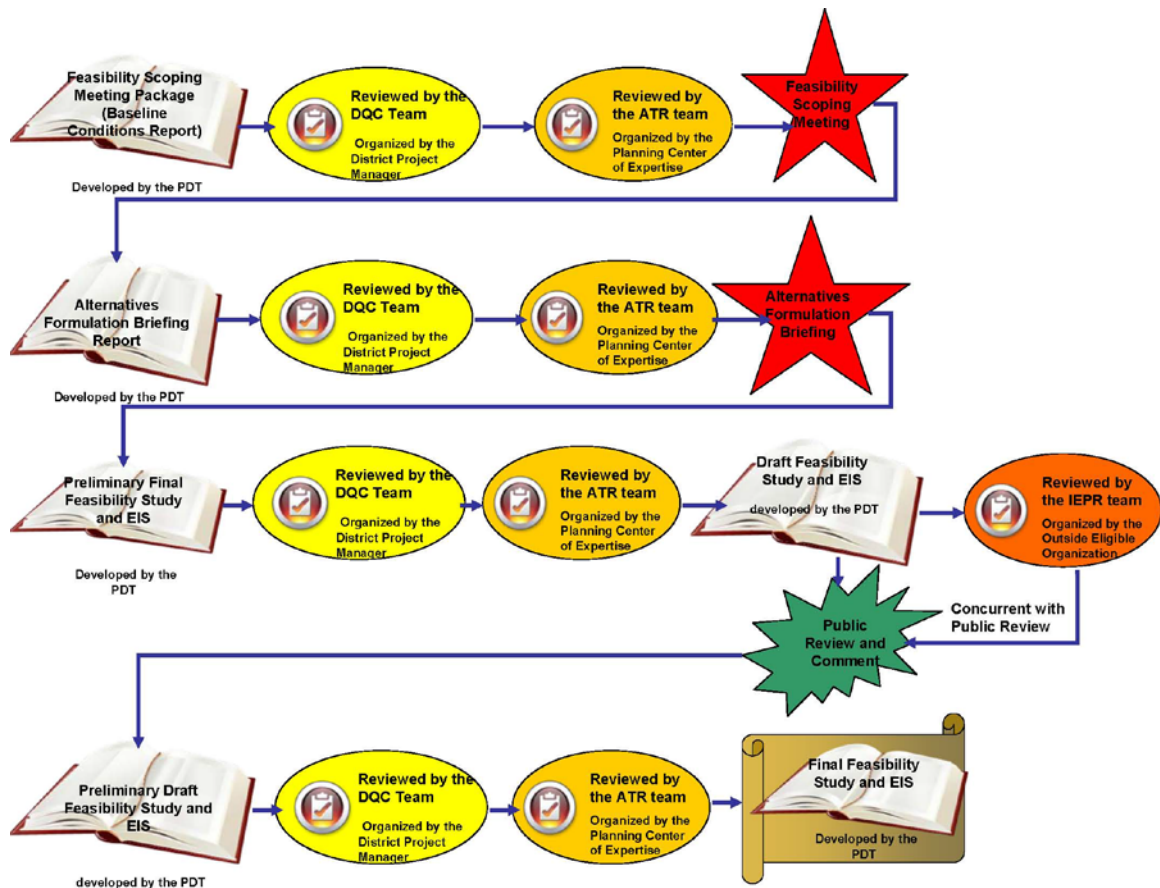 Feasibility Scoping
Meeting Package
(Baseline
Conditions Report)
Developed by the PDT
Reviewed by the
DQC Team
Organized by the
District Project
Manager
Reviewed by
the ATR team
Organized by the
Planning Center
of Expertise
Feasibility
Scoping
Meeting
Alternatives
Formulation Briefing
Report
Developed by the PDT
Reviewed by the
DQC Team
Organized by the
District Project
Manager
Reviewed by
the ATR team
Organized by the
Planning Center
of Expertise
Alternatives
Formulation
Briefing
Preliminary Final
Feasibility Study
and EIS
Developed by the
PDT
Reviewed by the
DQC Team
Organized by the
District Project
Manager
Reviewed by
the ATR team
Organized by the
Planning Center
of Expertise
Draft Feasibility
Study and EIS
developed by the PDT
Reviewed by
the IEPR team
Organized by the
Outside Eligible
Organization
Public
Review and
Comment
Concurrent with
Public Review
Preliminary Draft
Feasibility Study and
EIS
developed by the PDT
Reviewed by the
DQC Team
Organized by the
District Project
Manager
Reviewed by
the ATR team
Organized by the
Planning Center
of Expertise
Final Feasibility
Study and EIS
Developed by the
PDT